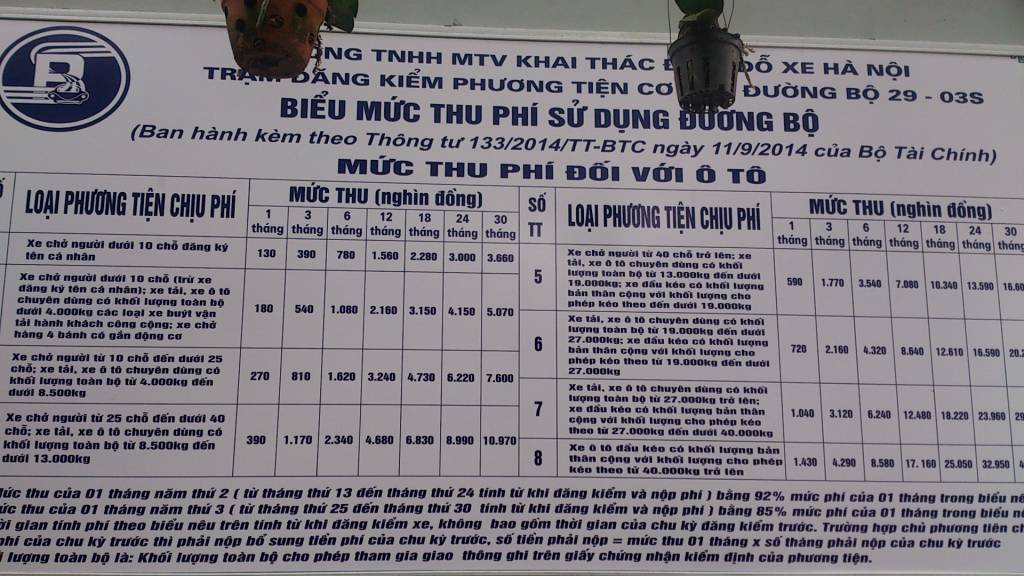 B
TNHH MTV KHAI THÁC ĐỖ XE HÀ NỘI
TRẠM ĐĂNG KIỂM PHƯƠNG TIỆN CƠ ĐƯỜNG BỘ 29 - 03S
BIỂU MỨC THU PHÍ SỬ DỤNG ĐƯỜNG BỘ
(Ban hành kèm theo Thông tư 133/2014/TT-BTC ngày 11/9/2014 của Bộ Tài Chính)
MỨC THU PHÍ ĐỐI VỚI Ô TÔ
LOẠI PHƯƠNG TIỆN CHỊU PHÍ
MỨC THU (nghìn đồng)
1 tháng 3 tháng 6 tháng 12 tháng 18 tháng 24 tháng 30 tháng
Xe chở người dưới 10 chỗ đăng ký
tên cá nhân
130 390 780 1.560 2.280 3.000 3.660
Xe chở người dưới 10 chỗ (trừ xe
đăng ký tên cá nhân); xe tải, xe ô tô
chuyên dùng có khối lượng toàn bộ
dưới 4.000kg các loại xe buýt vận
tải hành khách công cộng; xe chở
hàng 4 bánh có gắn động cơ
180 540 1.080 2.160 3.150 4.150 5.070
Xe chở người từ 10 chỗ đến dưới 25
chỗ; xe tải, xe ô tô chuyên dùng có
khối lượng toàn bộ từ 4.000kg đến
dưới 8.500kg
270 810 1.620 3.240 4.730 6.220 7.600
Xe chở người từ 25 chỗ đến dưới 40
chỗ; xe tải, xe ô tô chuyên dùng có
khối lượng toàn bộ từ 8.500kg đến
dưới 13.000kg
390 1.170 2.340 4.680 6.830 8.990 10.970
SỐ
TT
LOẠI PHƯƠNG TIỆN CHỊU PHÍ
MỨC THU (nghìn đồng)
1 tháng 3 tháng 6 tháng 12 tháng 18 tháng 24 tháng 30
5
Xe chở người từ 40 chỗ trở lên; xe
tải, xe ô tô chuyên dùng có khối
lượng toàn bộ từ 13.000kg đến dưới
19.000kg; xe đầu kéo có khối lượng
bản thân cộng với khối lượng cho
phép kéo theo đến dưới 19.000kg
590 1.770 3.540 7.080 10.340 13.590 16.60
6
Xe tải, xe ô tô chuyên dùng có khối
lượng toàn bộ từ 19.000kg đến dưới
27.000kg; xe đầu kéo có khối lượng
bản thân cộng với khối lượng cho
phép kéo theo từ 19.000kg đến dưới
27.000kg
720 2.160 4.320 8.640 12.610 16.590 20.
7
Xe tải, xe ô tô chuyên dùng có khối
lượng toàn bộ từ 27.000kg trở lên;
xe đầu kéo có khối lượng bản thân
cộng với khối lượng cho phép kéo
theo từ 27.000kg đến dưới 40.000kg
1.040 3.120 6.240 12.480 18.220 23.960
8
Xe ô tô đầu kéo có khối lượng bản
thân cộng với khối lượng cho phép
kéo theo từ 40.000kg trở lên
1.430 4.290 8.580 17.160 25.050 32.950
thu của 01 tháng năm thứ 2 ( từ tháng thứ 13 đến tháng thứ 24 tính từ khi đăng kiểm và nộp phí ) bằng 92% mức phí của 01 tháng trong biểu
thu của 01 tháng năm thứ 3 ( từ tháng thứ 25 đến tháng thứ 30 tính từ khi đăng kiểm và nộp phí ) bằng 85% mức phí của 01 tháng trong biểu
gian tính phí theo biểu nêu trên tính từ khi đăng kiểm xe, không bao gồm thời gian của chu kỳ đăng kiểm trước. Trường hợp chủ phương tiện
phí của chu kỳ trước thì phải nộp bổ sung tiền phí của chu kỳ trước, số tiền phải nộp = mức thu 01 tháng x số tháng phải nộp của chu kỳ trước
lượng toàn bộ là: Khối lượng toàn bộ cho phép tham gia giao thông ghi trên giấy chứng nhận kiểm định của phương tiện.